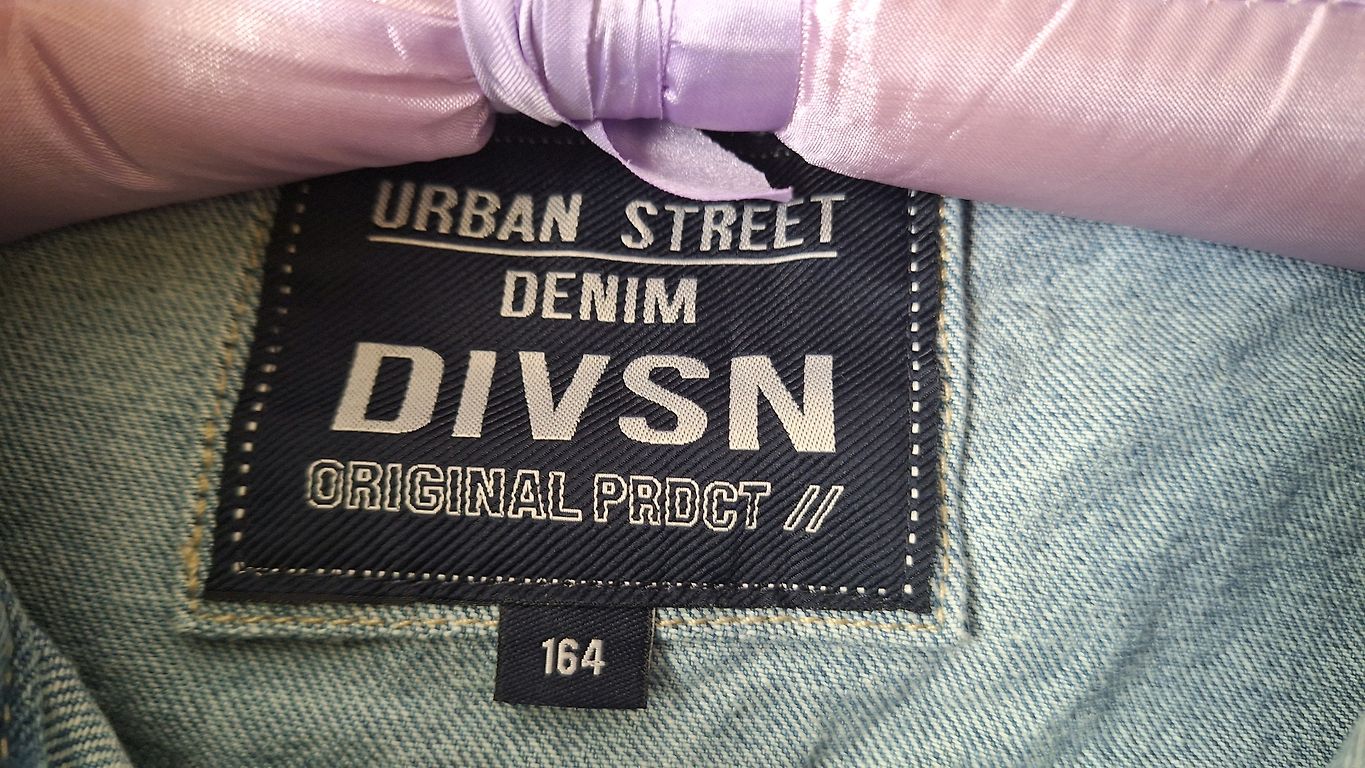 URBAN STREET
DENIM
DIVSN
ORIGINAL PRDCT //
164